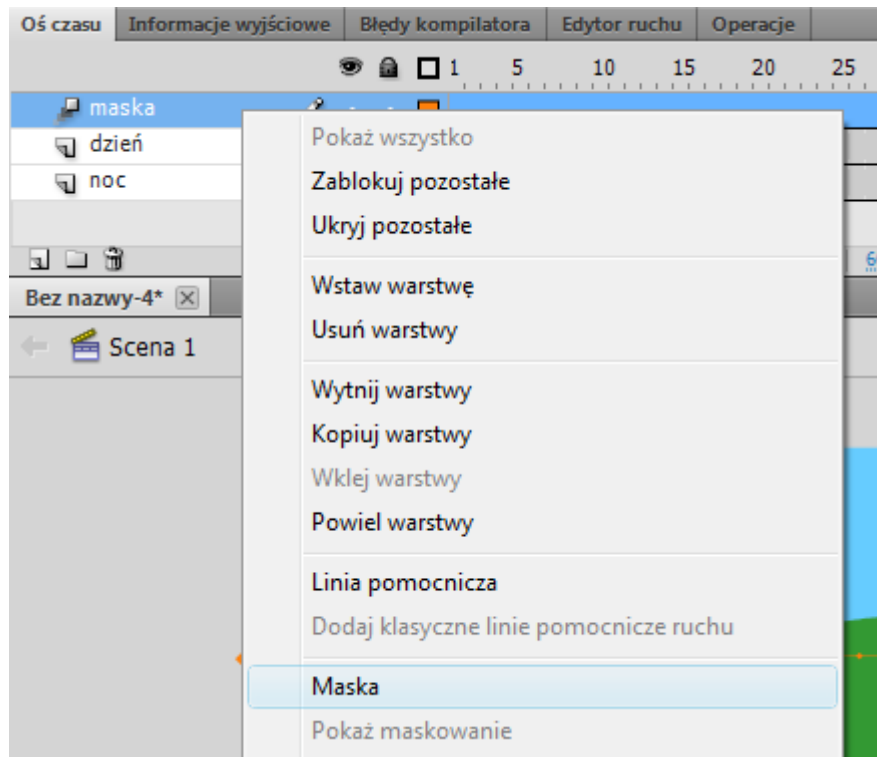 Oś czasu Informacje wyjściowe Błędy kompilatora Edytor ruchu Operacje
1 5 10 15 20 25
maska
dzień
noc
Pokaż wszystko
Zablokuj pozostałe
Ukryj pozostałe
Wstaw warstwę
Usuń warstwy
Bez nazwy-4*
Scena 1
Wytnij warstwy
Kopiuj warstwy
Wklej warstwy
Powiel warstwy
Linia pomocnicza
Dodaj klasyczne linie pomocnicze ruchu
Maska
Pokaż maskowanie